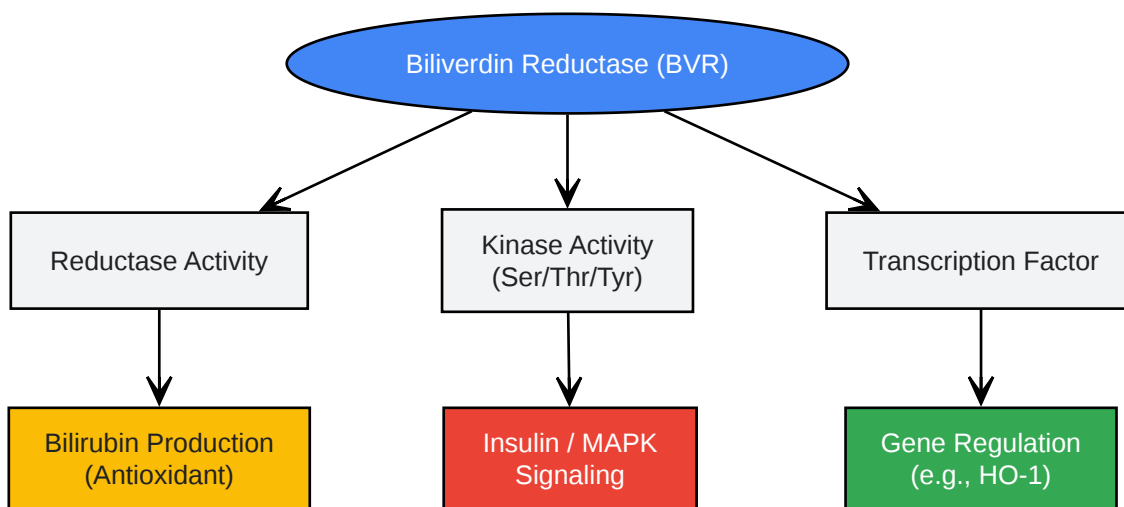 Biliverdin Reductase (BVR)
Reductase Activity
Kinase Activity
(Ser/Thr/Tyr)
Transcription Factor
Bilirubin Production
(Antioxidant)
Insulin / MAPK
Signaling
Gene Regulation
(e.g., HO-1)